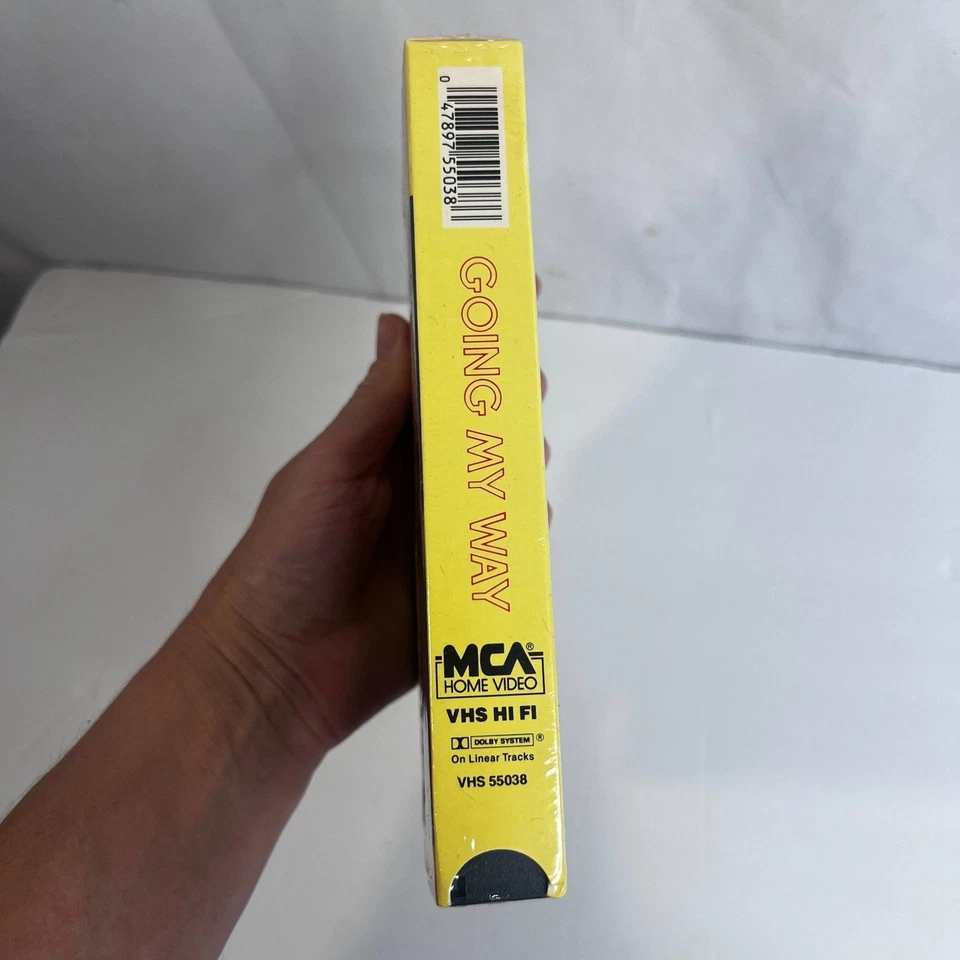 0 47897 55038
GOING MY WAY
MCA®
HOME VIDEO
VHS HI FI
DOLBY SYSTEM ®
On Linear Tracks
VHS 55038